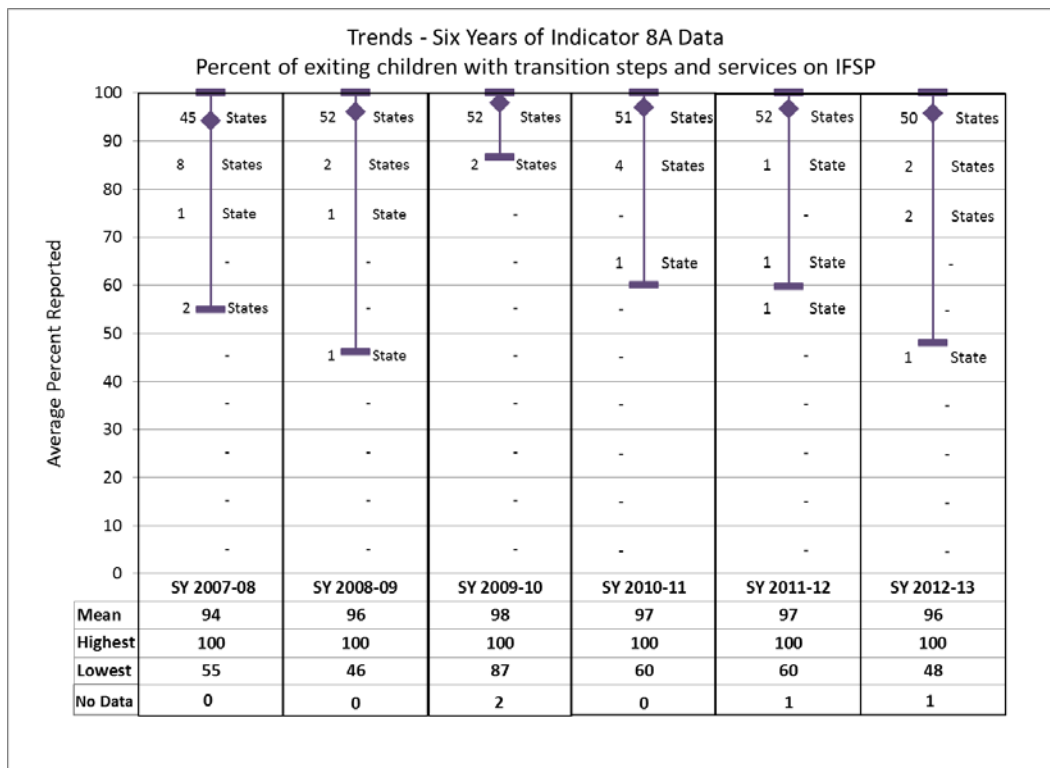 Trends - Six Years of Indicator 8A Data
Percent of exiting children with transition steps and services on IFSP
Average Percent Reported
100
45 States 52 States 52 States 51 States 52 States 50 States
90
8 States 2 States 2 States 4 States 1 State 2 States
80
1 State 1 State - - - 2 States
70
- - - 1 State 1 State -
60
2 States - - - 1 State -
50
- 1 State - - - 1 State
40
- - - - - -
30
- - - - - -
20
- - - - - -
10
- - - - - -
0
SY 2007-08 SY 2008-09 SY 2009-10 SY 2010-11 SY 2011-12 SY 2012-13
Mean 94 96 98 97 97 96
Highest 100 100 100 100 100 100
Lowest 55 46 87 60 60 48
No Data 0 0 2 0 1 1